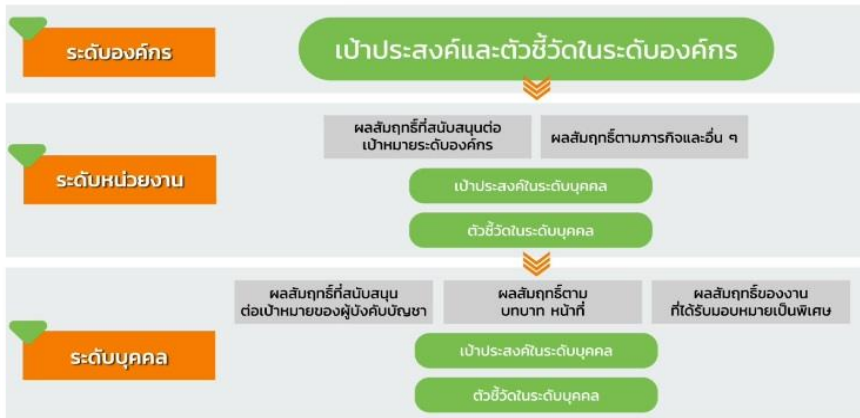 ระดับองค์กร
เป้าประสงค์และตัวชี้วัดในระดับองค์กร
ผลสัมฤทธิ์ที่สนับสนุนต่อ
เป้าหมายระดับองค์กร
ผลสัมฤทธิ์ตามภารกิจและอื่น ๆ
ระดับหน่วยงาน
เป้าประสงค์ในระดับบุคคล
ตัวชี้วัดในระดับบุคคล
ผลสัมฤทธิ์ที่สนับสนุน
ต่อเป้าหมายของผู้บังคับบัญชา
ผลสัมฤทธิ์ตาม
บทบาท หน้าที่
ผลสัมฤทธิ์ของงาน
ที่ได้รับมอบหมายเป็นพิเศษ
ระดับบุคคล
เป้าประสงค์ในระดับบุคคล
ตัวชี้วัดในระดับบุคคล